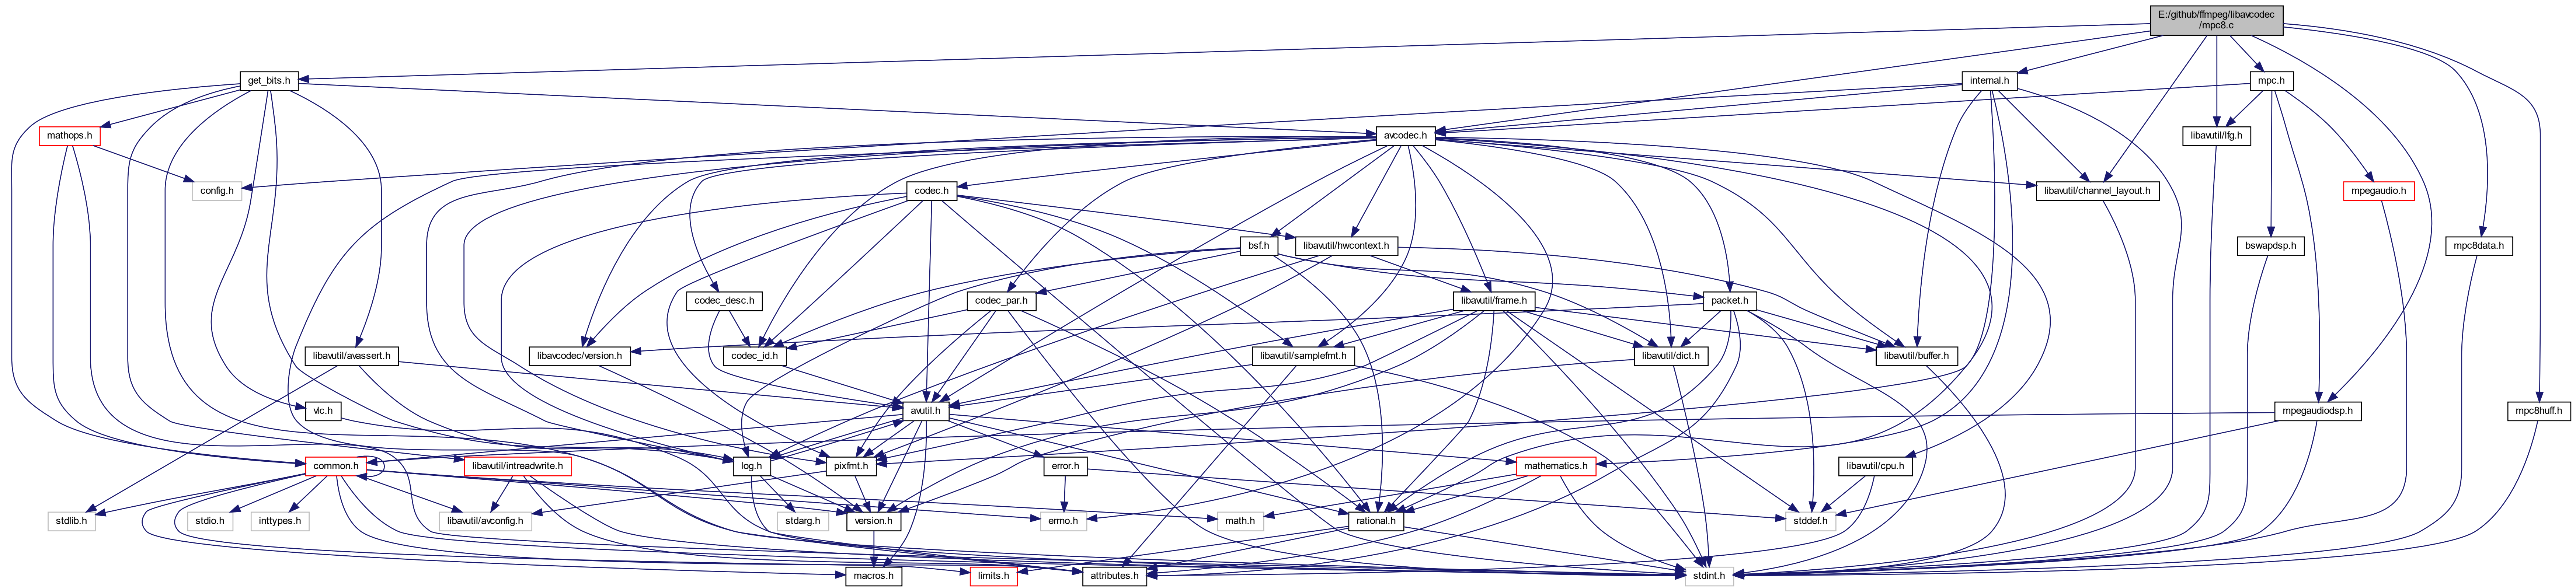 E:/github/ffmpeg/libavcodec
/mpc8.c
get_bits.h
internal.h
mpc.h
mathops.h
avcodec.h
libavutil/lfg.h
config.h
codec.h
libavutil/channel_layout.h
mpegaudio.h
bsf.h
libavutil/hwcontext.h
bswapdsp.h
mpc8data.h
codec_desc.h
codec_par.h
libavutil/frame.h
packet.h
libavutil/avassert.h
libavcodec/version.h
codec_id.h
libavutil/samplefmt.h
libavutil/dict.h
libavutil/buffer.h
vlc.h
avutil.h
mpegaudiodsp.h
mpc8huff.h
common.h
libavutil/intreadwrite.h
log.h
pixfmt.h
error.h
mathematics.h
libavutil/cpu.h
stdlib.h
stdio.h
inttypes.h
libavutil/avconfig.h
stdarg.h
version.h
errno.h
math.h
rational.h
stddef.h
macros.h
limits.h
attributes.h
stdint.h